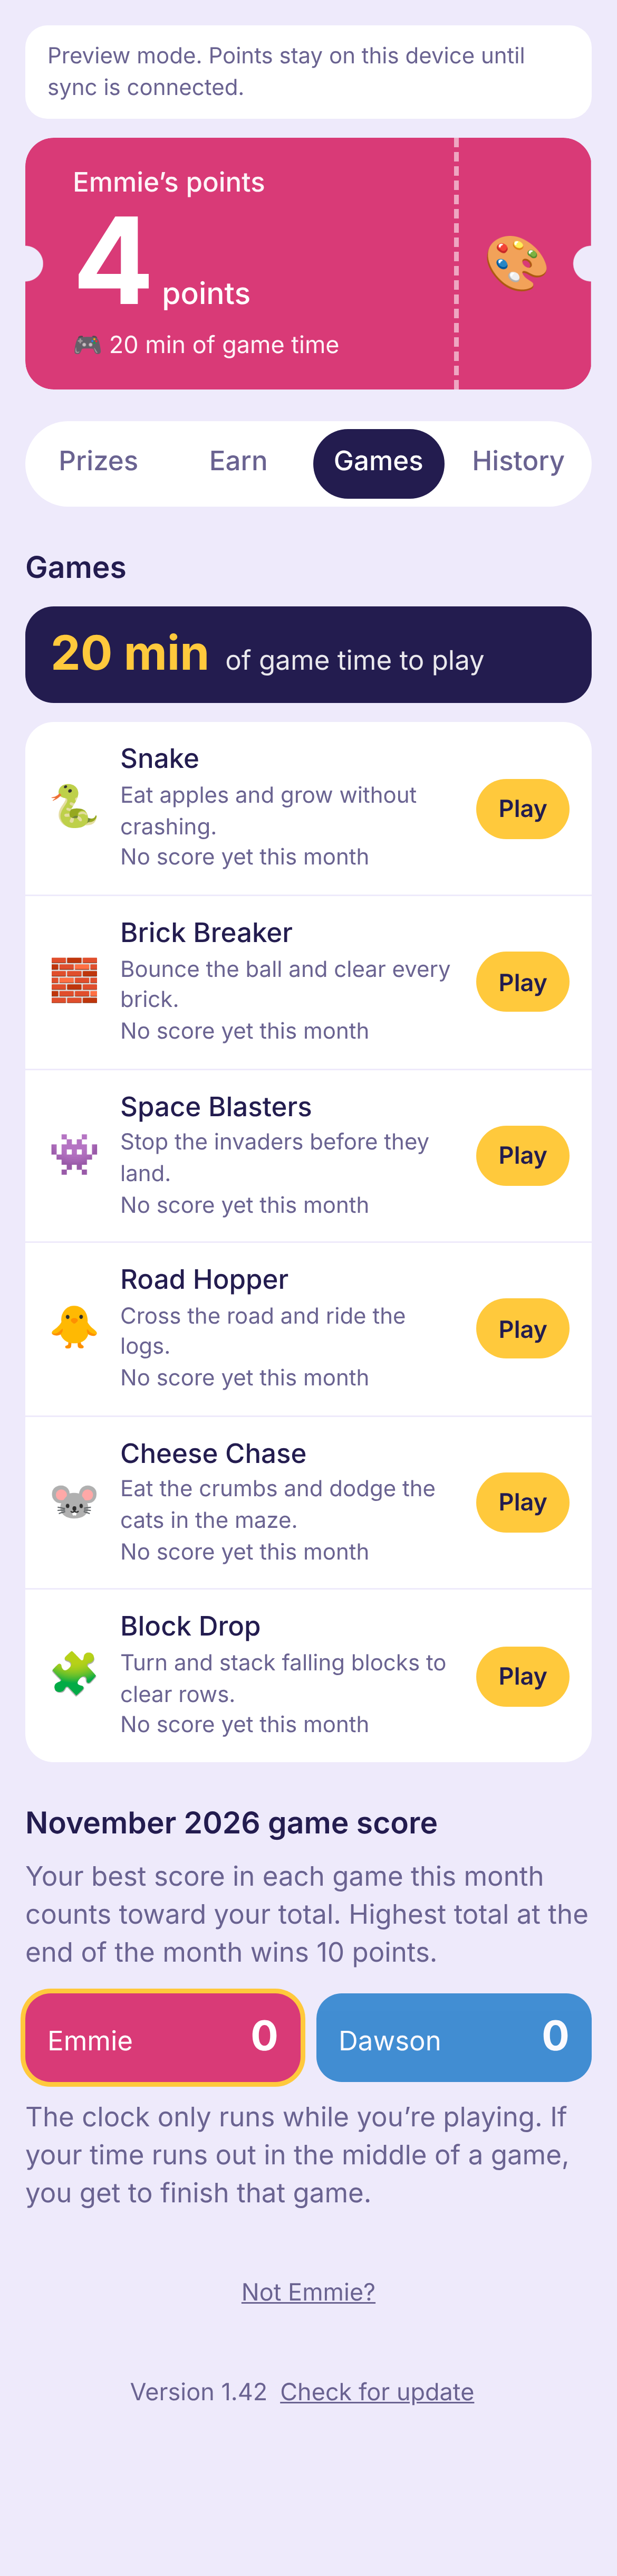 Preview mode. Points stay on this device until
sync is connected.
Emmie’s points
4 points
20 min of game time
Prizes Earn Games History
Games
20 min of game time to play
Snake
Eat apples and grow without
crashing.
No score yet this month
Play
Brick Breaker
Bounce the ball and clear every
brick.
No score yet this month
Play
Space Blasters
Stop the invaders before they
land.
No score yet this month
Play
Road Hopper
Cross the road and ride the
logs.
No score yet this month
Play
Cheese Chase
Eat the crumbs and dodge the
cats in the maze.
No score yet this month
Play
Block Drop
Turn and stack falling blocks to
clear rows.
No score yet this month
Play
November 2026 game score
Your best score in each game this month
counts toward your total. Highest total at the
end of the month wins 10 points.
Emmie 0 Dawson 0
The clock only runs while you’re playing. If
your time runs out in the middle of a game,
you get to finish that game.
Not Emmie?
Version 1.42 Check for update